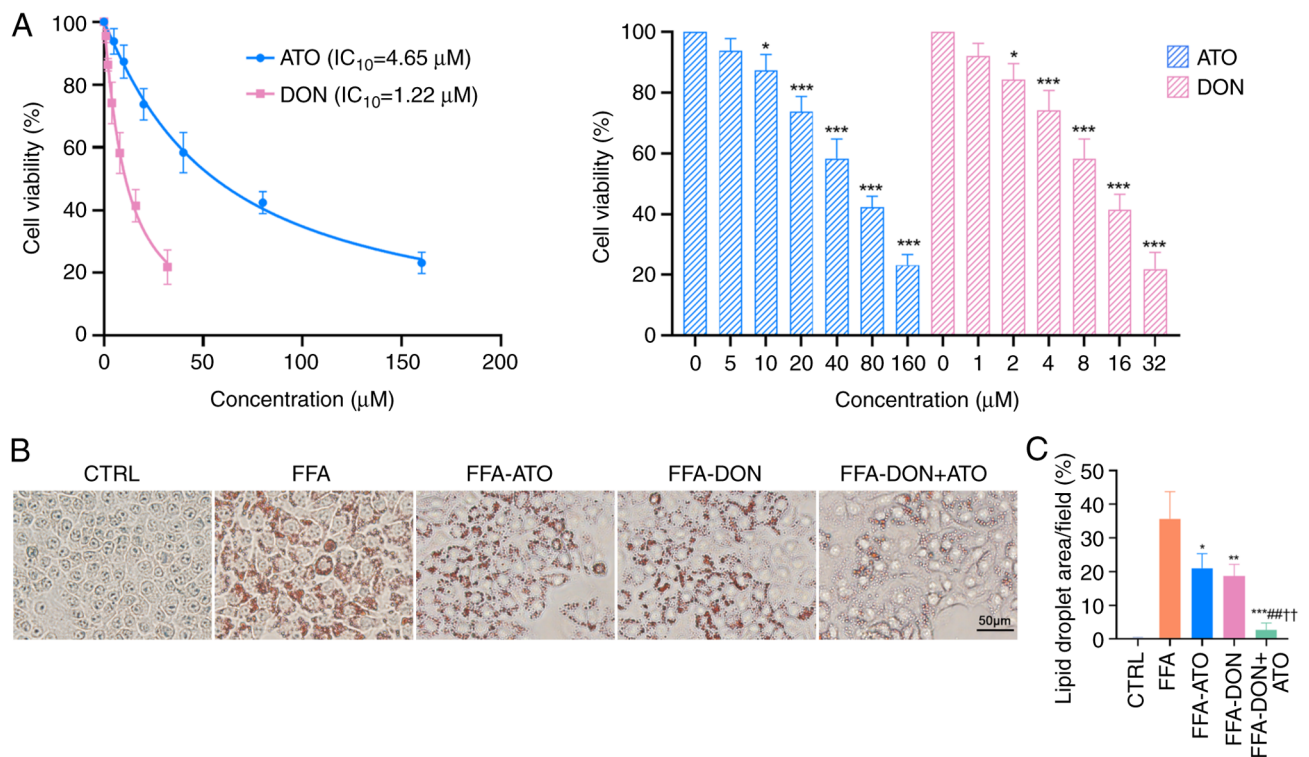 A
100
80
60
40
20
0
Cell viability (%)
ATO (IC10=4.65 μM)
DON (IC10=1.22 μM)
0 50 100 150 200
Concentration (μM)
100
80
60
40
20
0
Cell viability (%)
* *** *** *** ***
* *** *** *** ***
ATO
DON
0 5 10 20 40 80 160 0 1 2 4 8 16 32
Concentration (μM)
B
CTRL FFA FFA-ATO FFA-DON FFA-DON+ATO
50μm
C
Lipid droplet area/field (%)
50
40
30
20
10
0
* ** ***##††
CTRL
FFA
FFA-ATO
FFA-DON
FFA-DON+
ATO